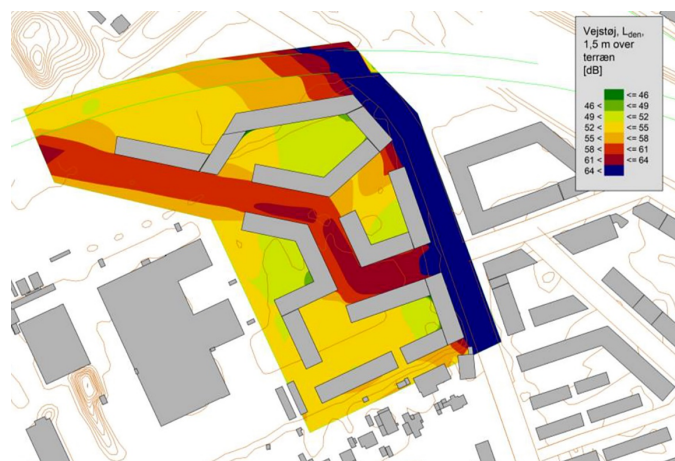 Vejstøj, Lden,
1,5 m over
terræn
[dB]
<= 46
46 < <= 49
49 < <= 52
52 < <= 55
55 < <= 58
58 < <= 61
61 < <= 64
64 <